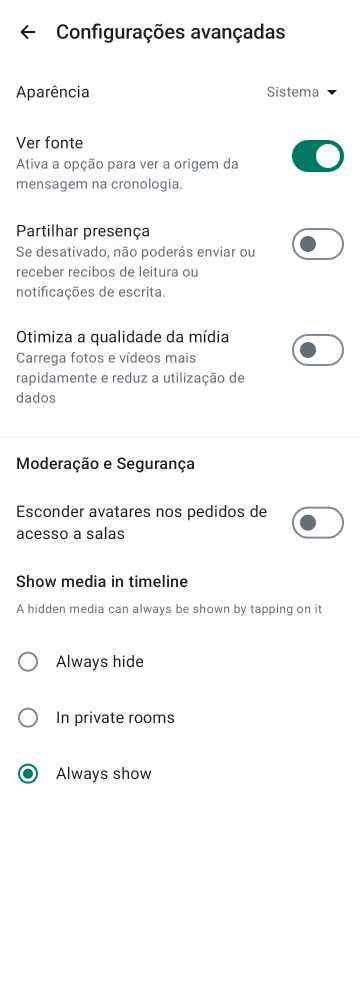 Configurações avançadas
Aparência
Sistema
Ver fonte
Ativa a opção para ver a origem da
mensagem na cronologia.
Partilhar presença
Se desativado, não poderás enviar ou
receber recibos de leitura ou
notificações de escrita.
Otimiza a qualidade da mídia
Carrega fotos e vídeos mais
rapidamente e reduz a utilização de
dados
Moderação e Segurança
Esconder avatares nos pedidos de
acesso a salas
Show media in timeline
A hidden media can always be shown by tapping on it
Always hide
In private rooms
Always show